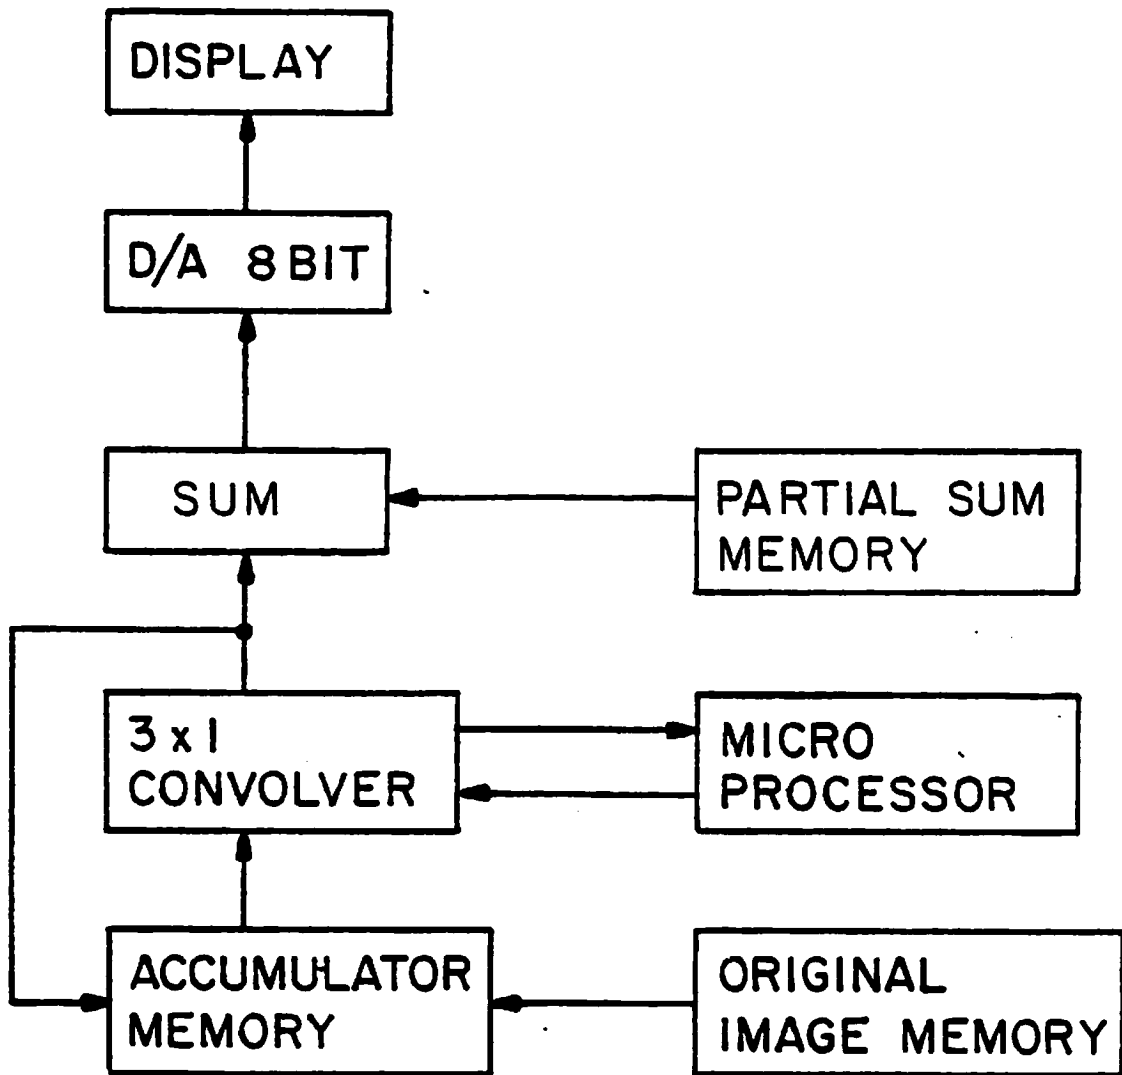 DISPLAY
D/A 8 BIT
SUM
PARTIAL SUM
MEMORY
3 x 1
CONVOLVER
MICRO
PROCESSOR
ACCUMULATOR
MEMORY
ORIGINAL
IMAGE MEMORY